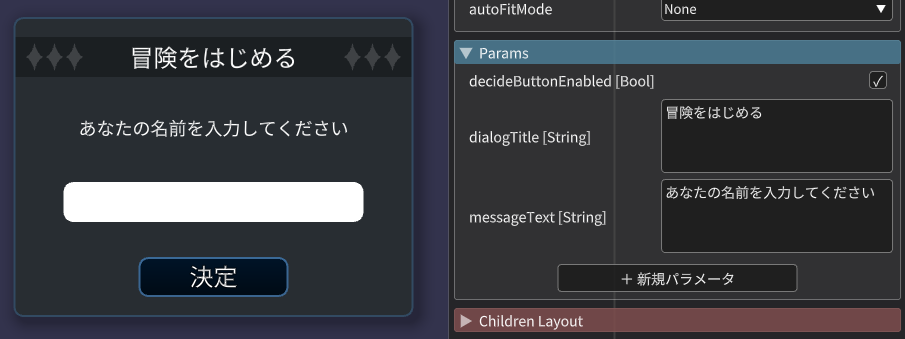 冒険をはじめる
あなたの名前を入力してください
決定
autoFitMode
None
Params
decideButtonEnabled [Bool]
dialogTitle [String]
冒険をはじめる
messageText [String]
あなたの名前を入力してください
＋ 新規パラメータ
Children Layout